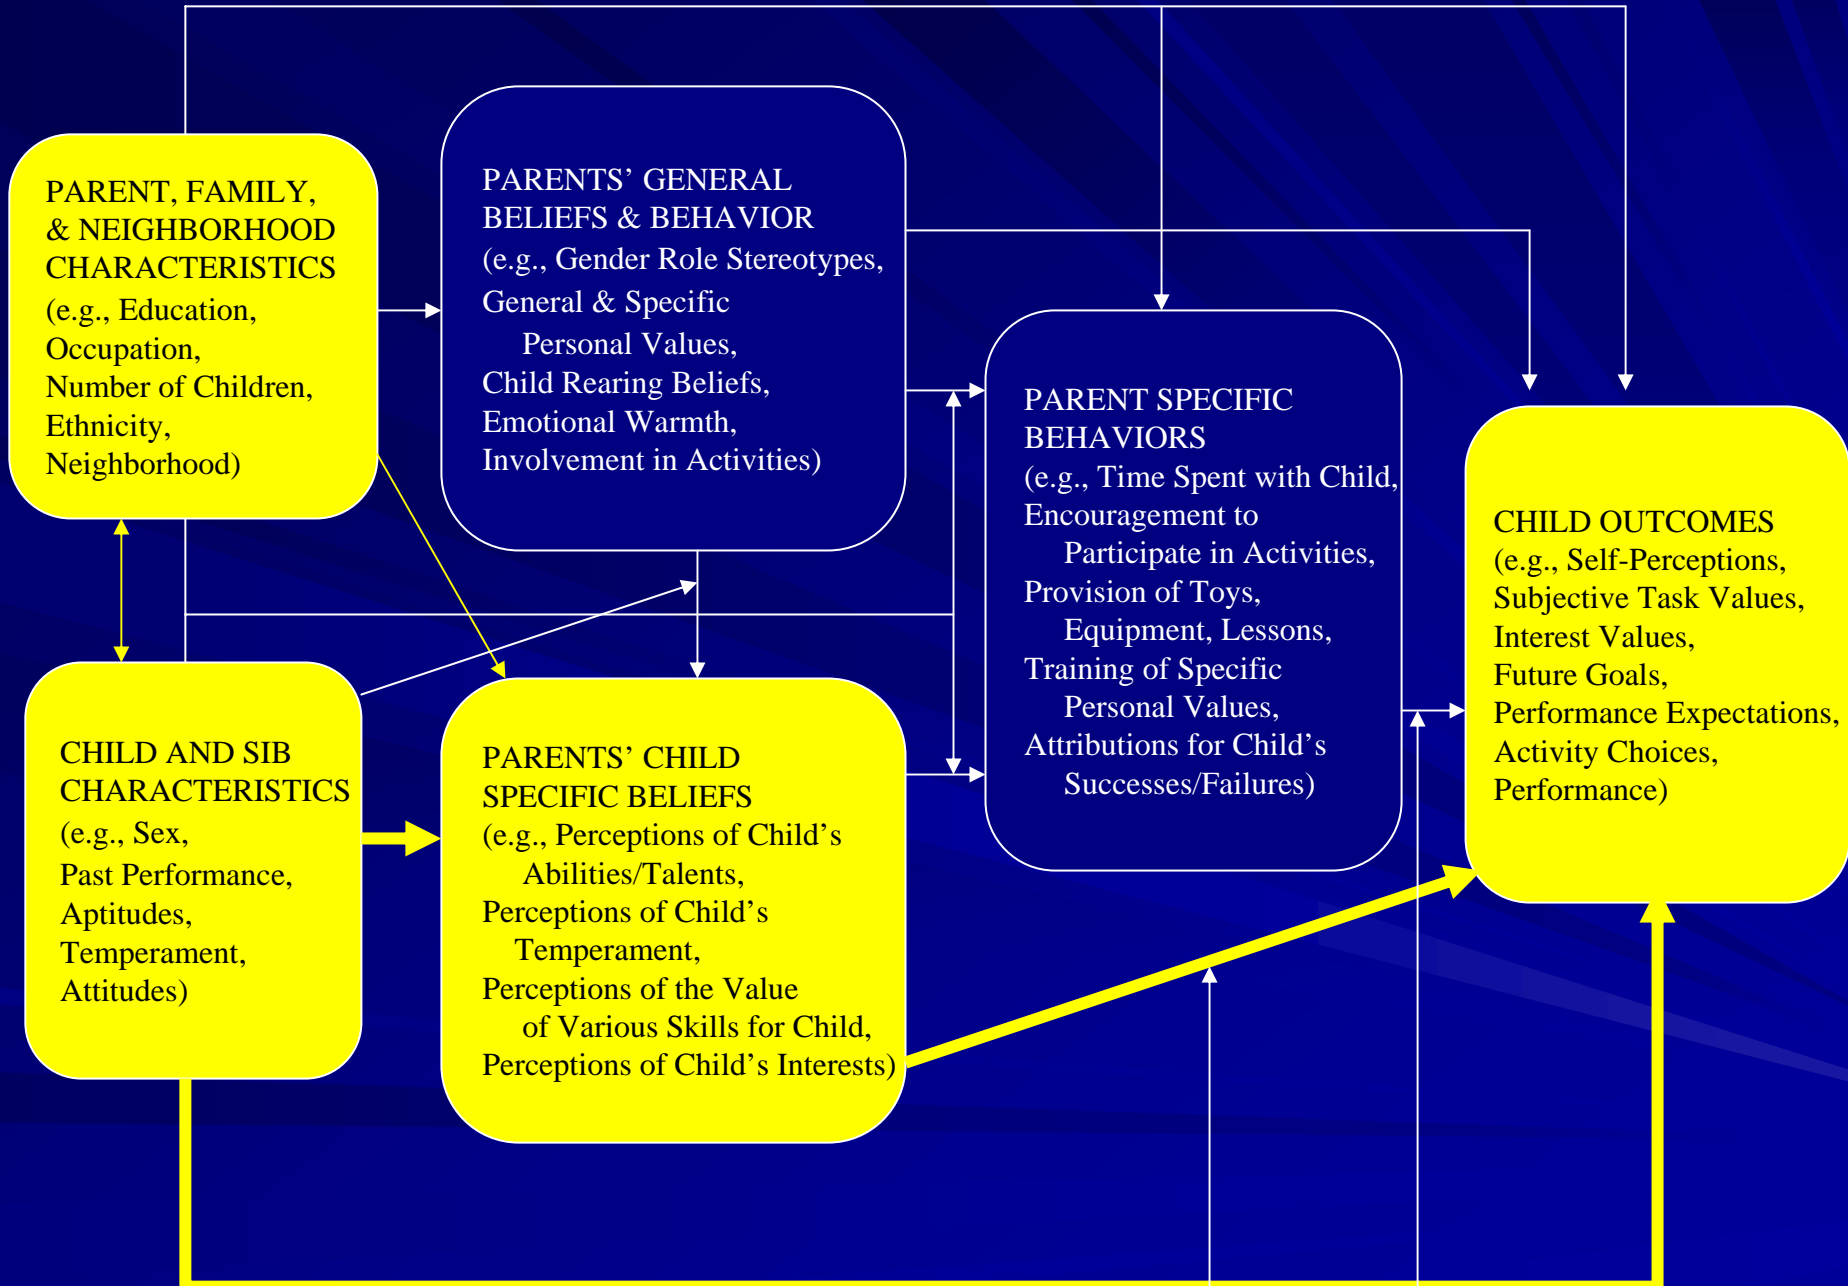 PARENT, FAMILY,
& NEIGHBORHOOD
CHARACTERISTICS
(e.g., Education,
Occupation,
Number of Children,
Ethnicity,
Neighborhood)
PARENTS’ GENERAL
BELIEFS & BEHAVIOR
(e.g., Gender Role Stereotypes,
General & Specific
Personal Values,
Child Rearing Beliefs,
Emotional Warmth,
Involvement in Activities)
CHILD AND SIB
CHARACTERISTICS
(e.g., Sex,
Past Performance,
Aptitudes,
Temperament,
Attitudes)
PARENTS’ CHILD
SPECIFIC BELIEFS
(e.g., Perceptions of Child’s
Abilities/Talents,
Perceptions of Child’s
Temperament,
Perceptions of the Value
of Various Skills for Child,
Perceptions of Child’s Interests)
PARENT SPECIFIC
BEHAVIORS
(e.g., Time Spent with Child,
Encouragement to
Participate in Activities,
Provision of Toys,
Equipment, Lessons,
Training of Specific
Personal Values,
Attributions for Child’s
Successes/Failures)
CHILD OUTCOMES
(e.g., Self-Perceptions,
Subjective Task Values,
Interest Values,
Future Goals,
Performance Expectations,
Activity Choices,
Performance)